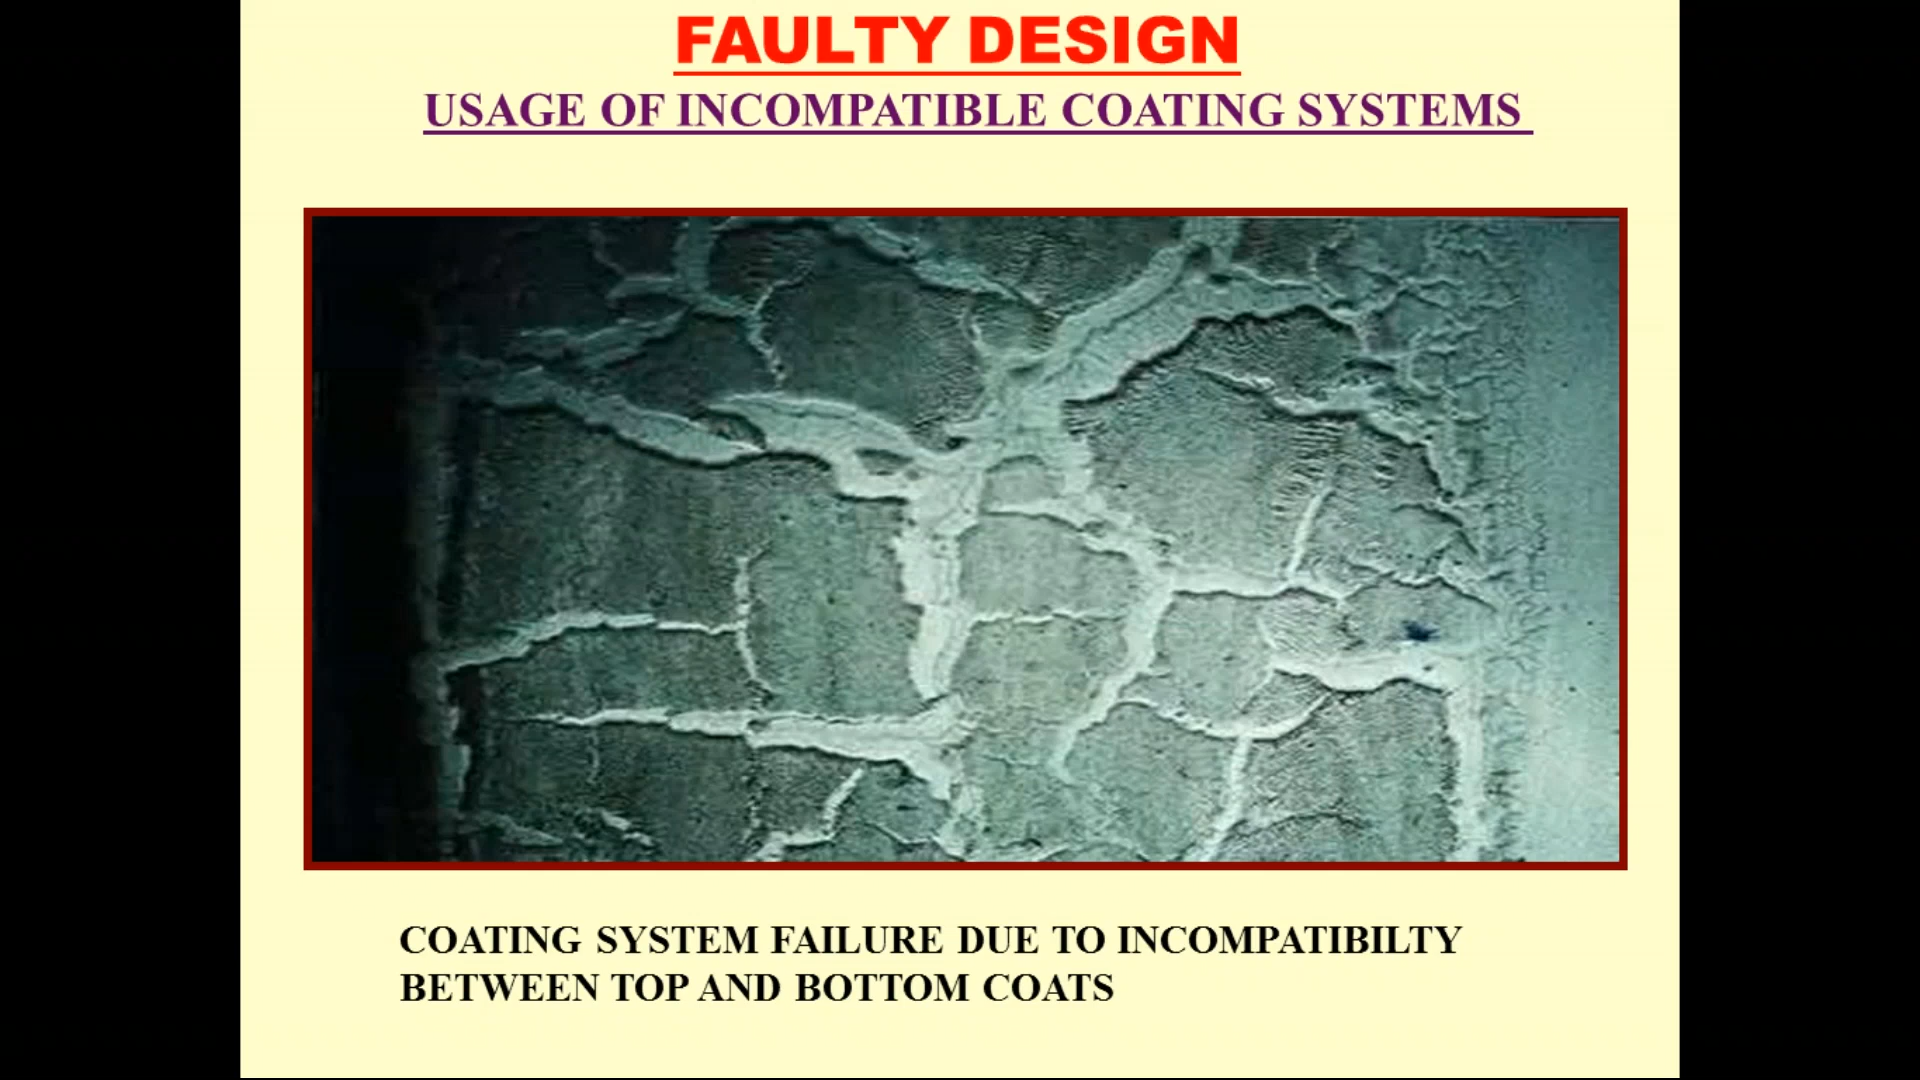 FAULTY DESIGN
USAGE OF INCOMPATIBLE COATING SYSTEMS
COATING SYSTEM FAILURE DUE TO INCOMPATIBILTY
BETWEEN TOP AND BOTTOM COATS